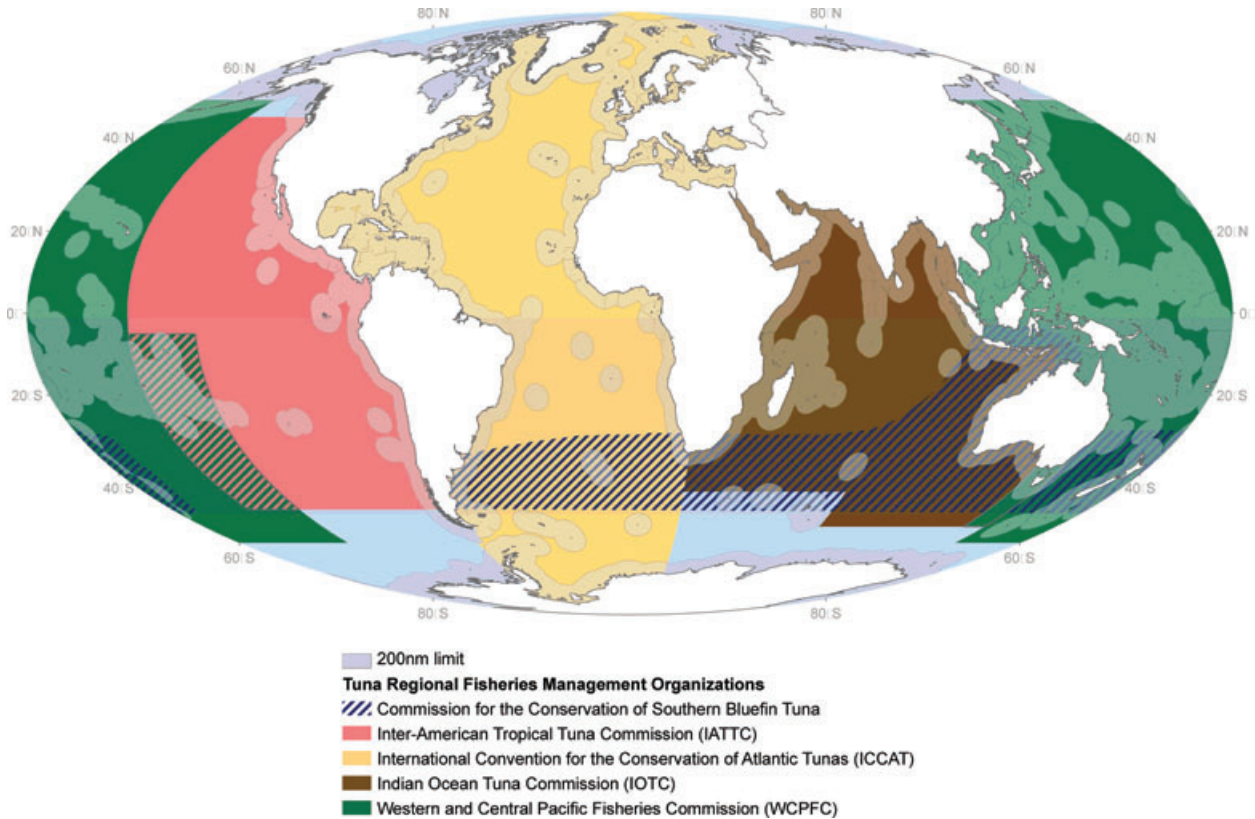 80▯N
80▯N
60▯N
60▯N
40▯N
40▯N
20▯N
20▯N
0▯S
0▯S
20▯S
20▯S
40▯S
40▯S
60▯S
60▯S
80▯S
80▯S
200nm limit
Tuna Regional Fisheries Management Organizations
Commission for the Conservation of Southern Bluefin Tuna
Inter-American Tropical Tuna Commission (IATTC)
International Convention for the Conservation of Atlantic Tunas (ICCAT)
Indian Ocean Tuna Commission (IOTC)
Western and Central Pacific Fisheries Commission (WCPFC)